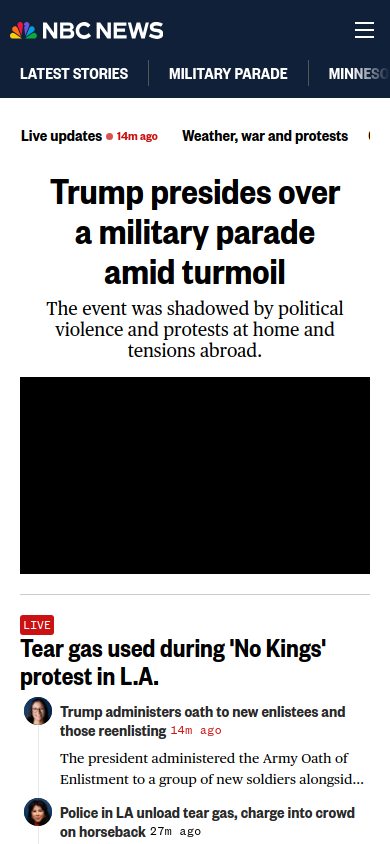 NBC NEWS
LATEST STORIES MILITARY PARADE
Live updates 14m ago Weather, war and protests
Trump presides over
a military parade
amid turmoil
The event was shadowed by political
violence and protests at home and
tensions abroad.
LIVE
Tear gas used during 'No Kings'
protest in L.A.
Trump administers oath to new enlistees and
those reenlisting 14m ago
The president administered the Army Oath of
Enlistment to a group of new soldiers alongsid...
Police in LA unload tear gas, charge into crowd
on horseback 27m ago